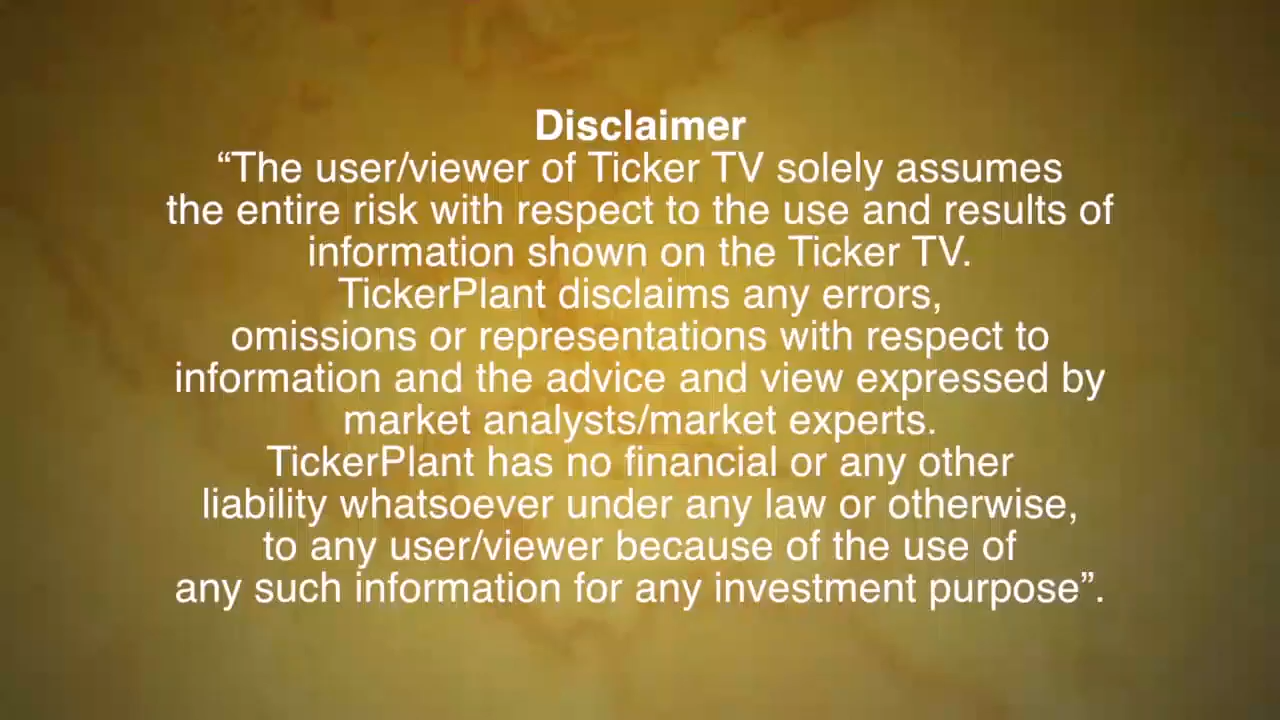 Disclaimer
“The user/viewer of Ticker TV solely assumes
the entire risk with respect to the use and results of
information shown on the Ticker TV.
TickerPlant disclaims any errors,
omissions or representations with respect to
information and the advice and view expressed by
market analysts/market experts.
TickerPlant has no financial or any other
liability whatsoever under any law or otherwise,
to any user/viewer because of the use of
any such information for any investment purpose”.